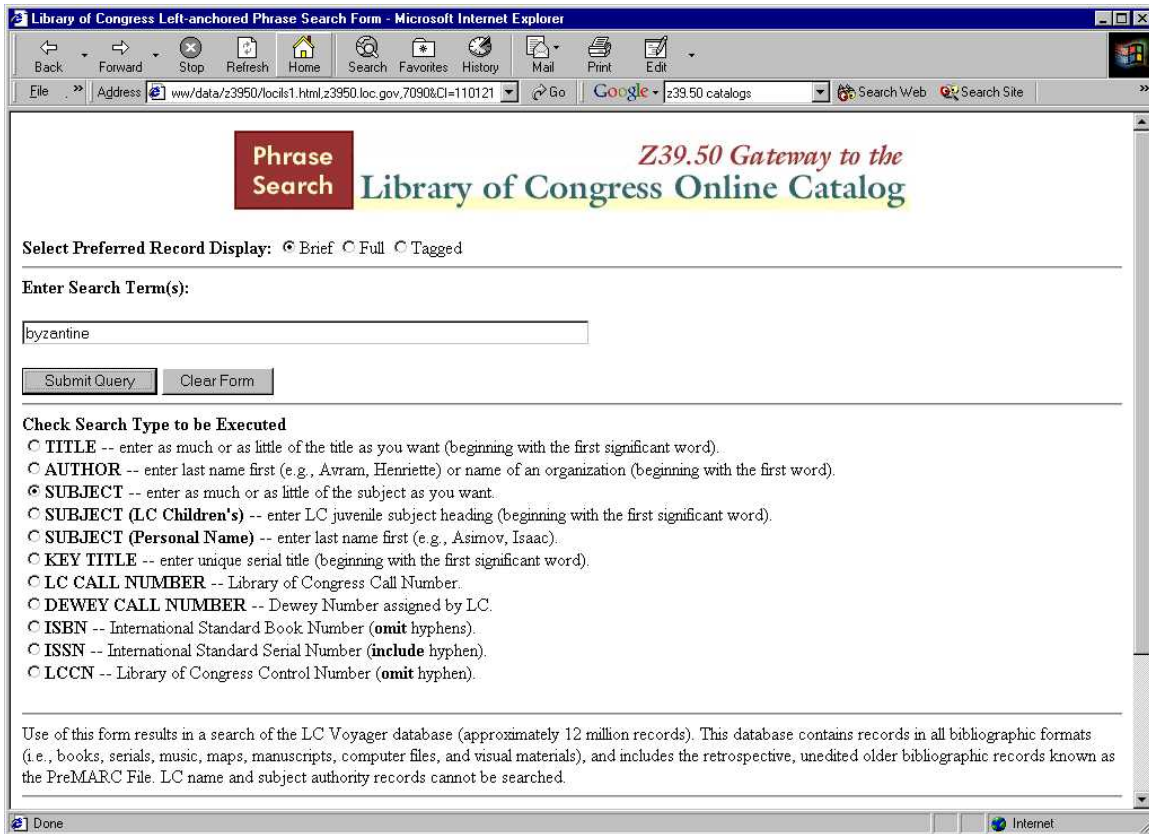 Library of Congress Left-anchored Phrase Search Form - Microsoft Internet Explorer
Back Forward Stop Refresh Home Search Favorites History Mail Print Edit
File » Address ww/data/z3950/locils1.html,z3950.loc.gov,7090&CI=110121 Go Google z39.50 catalogs Search Web Search Site »
Phrase Search
Z39.50 Gateway to the
Library of Congress Online Catalog
Select Preferred Record Display: Brief Full Tagged
Enter Search Term(s):
byzantine
Submit Query Clear Form
Check Search Type to be Executed
TITLE -- enter as much or as little of the title as you want (beginning with the first significant word).
AUTHOR -- enter last name first (e.g., Avram, Henriette) or name of an organization (beginning with the first word).
SUBJECT -- enter as much or as little of the subject as you want.
SUBJECT (LC Children's) -- enter LC juvenile subject heading (beginning with the first significant word).
SUBJECT (Personal Name) -- enter last name first (e.g., Asimov, Isaac).
KEY TITLE -- enter unique serial title (beginning with the first significant word).
LC CALL NUMBER -- Library of Congress Call Number.
DEWEY CALL NUMBER -- Dewey Number assigned by LC.
ISBN -- International Standard Book Number (omit hyphens).
ISSN -- International Standard Serial Number (include hyphen).
LCCN -- Library of Congress Control Number (omit hyphen).
Use of this form results in a search of the LC Voyager database (approximately 12 million records). This database contains records in all bibliographic formats
(i.e., books, serials, music, maps, manuscripts, computer files, and visual materials), and includes the retrospective, unedited older bibliographic records known as
the PreMARC File. LC name and subject authority records cannot be searched.
Done Internet